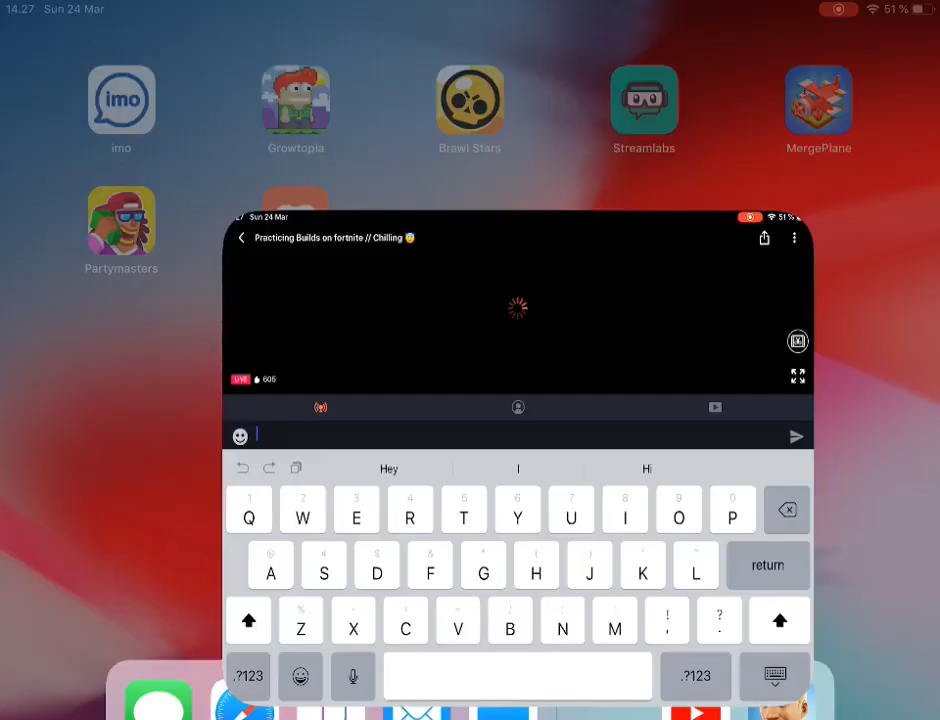 14.27 Sun 24 Mar 51 %
imo
imo Growtopia Brawl Stars Streamlabs MergePlane
Partymasters
Sun 24 Mar 51 %
Practicing Builds on fortnite // Chilling 😇
LIVE 605
Hey I Hi
1 2 3 4 5 6 7 8 9 0
Q W E R T Y U I O P
@ # $ & * ( ) ' "
A S D F G H J K L return
% - + = / ; : ! ?
Z X C V B N M , .
.?123 .?123